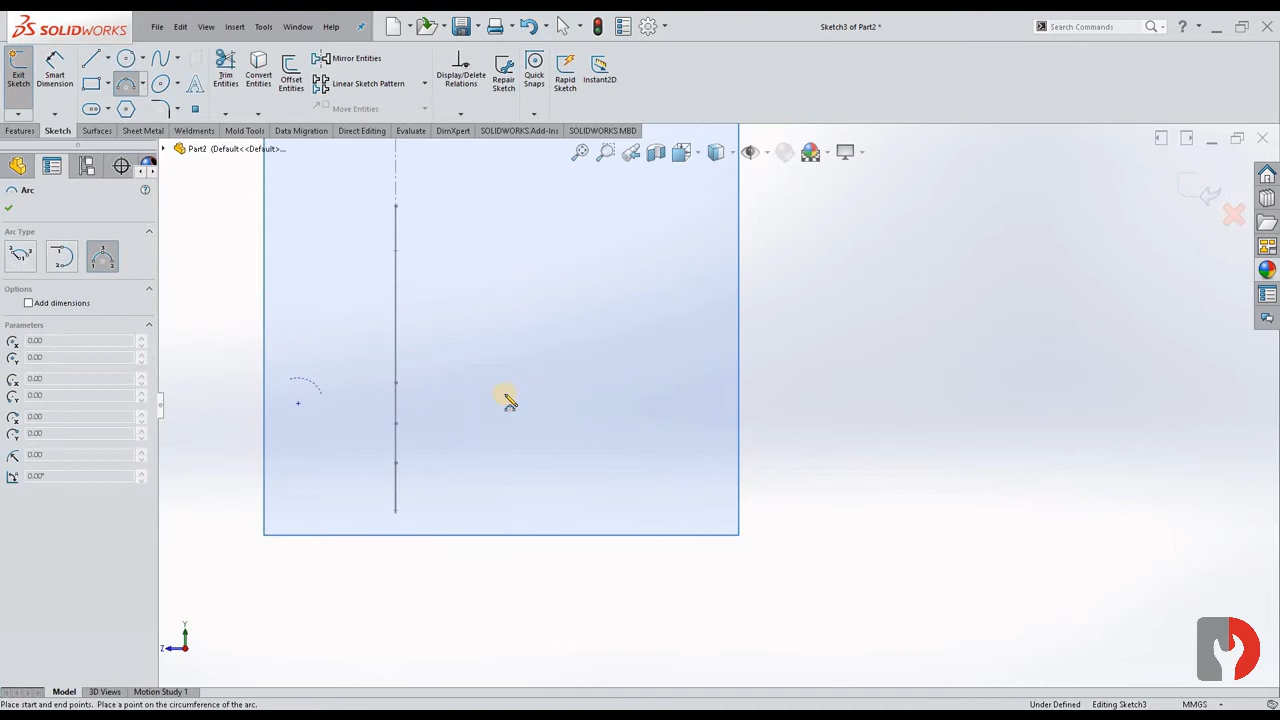 SOLIDWORKS
File Edit View Insert Tools Window Help
Sketch3 of Part2 *
Search Commands
Exit Sketch
Smart Dimension
Trim Entities
Convert Entities
Offset Entities
Mirror Entities
Linear Sketch Pattern
Move Entities
Display/Delete Relations
Repair Sketch
Quick Snaps
Rapid Sketch
Instant2D
Features Sketch Surfaces Sheet Metal Weldments Mold Tools Data Migration Direct Editing Evaluate DimXpert SOLIDWORKS Add-Ins SOLIDWORKS MBD
Part2 (Default<<Default>...
Arc
Arc Type
Options
Add dimensions
Parameters
0.00
0.00
0.00
0.00
0.00
0.00
0.00
0.00°
Y
Z
Model 3D Views Motion Study 1
Place start and end points. Place a point on the circumference of the arc.
Under Defined Editing Sketch3 MMGS